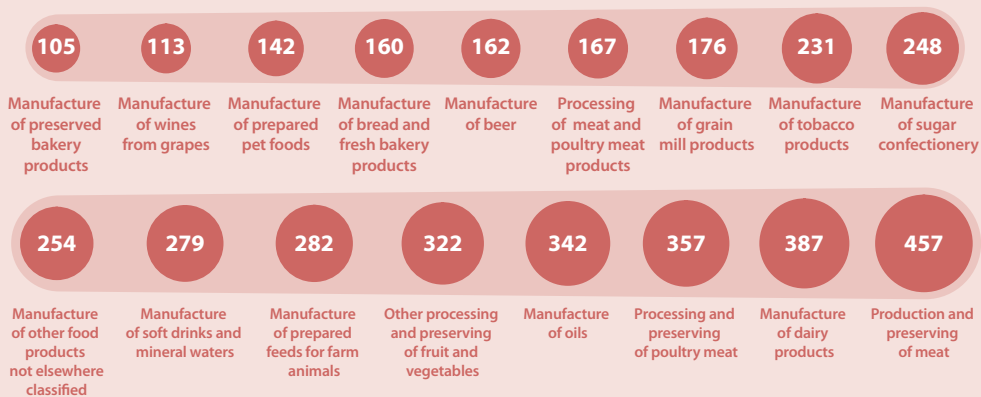 105
113
142
160
162
167
176
231
248
Manufacture
of preserved
bakery
products
Manufacture
of wines
from grapes
Manufacture
of prepared
pet foods
Manufacture
of bread and
fresh bakery
products
Manufacture
of beer
Processing
of meat and
poultry meat
products
Manufacture
of grain
mill products
Manufacture
of tobacco
products
Manufacture
of sugar
confectionery
254
279
282
322
342
357
387
457
Manufacture
of other food
products
not elsewhere
classified
Manufacture
of soft drinks and
mineral waters
Manufacture
of prepared
feeds for farm
animals
Other processing
and preserving
of fruit and
vegetables
Manufacture
of oils
Processing and
preserving
of poultry meat
Manufacture
of dairy
products
Production and
preserving
of meat